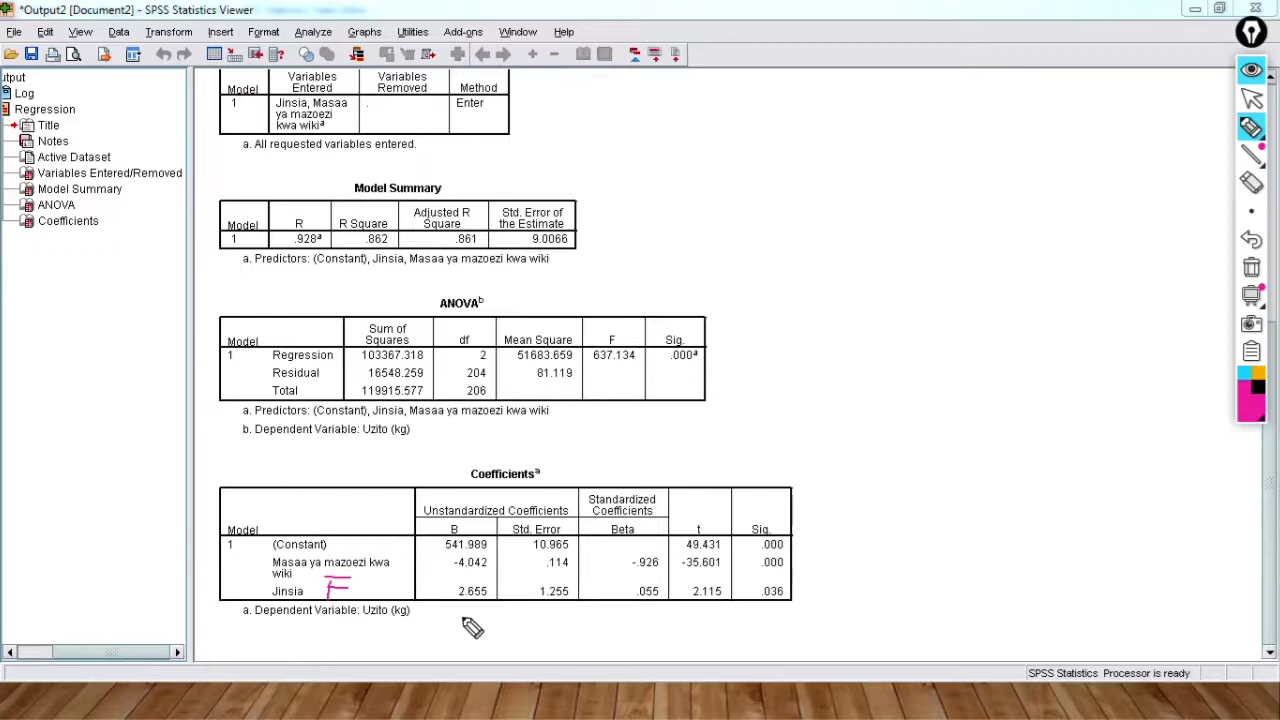 *Output2 [Document2] - SPSS Statistics Viewer
File Edit View Data Transform Insert Format Analyze Graphs Utilities Add-ons Window Help
tput
Log
Regression
Title
Notes
Active Dataset
Variables Entered/Removed
Model Summary
ANOVA
Coefficients
Model Variables Entered Variables Removed Method
1 Jinsia, Masaa ya mazoezi kwa wikiᵃ . Enter
a. All requested variables entered.
Model Summary
Model R R Square Adjusted R Square Std. Error of the Estimate
1 .928ᵃ .862 .861 9.0066
a. Predictors: (Constant), Jinsia, Masaa ya mazoezi kwa wiki
ANOVAᵇ
Model Sum of Squares df Mean Square F Sig.
1 Regression 103367.318 2 51683.659 637.134 .000ᵃ
Residual 16548.259 204 81.119
Total 119915.577 206
a. Predictors: (Constant), Jinsia, Masaa ya mazoezi kwa wiki
b. Dependent Variable: Uzito (kg)
Coefficientsᵃ
Unstandardized Coefficients Standardized Coefficients
Model B Std. Error Beta t Sig.
1 (Constant) 541.989 10.965 49.431 .000
Masaa ya mazoezi kwa wiki -4.042 .114 -.926 -35.601 .000
Jinsia F 2.655 1.255 .055 2.115 .036
a. Dependent Variable: Uzito (kg)
SPSS Statistics Processor is ready